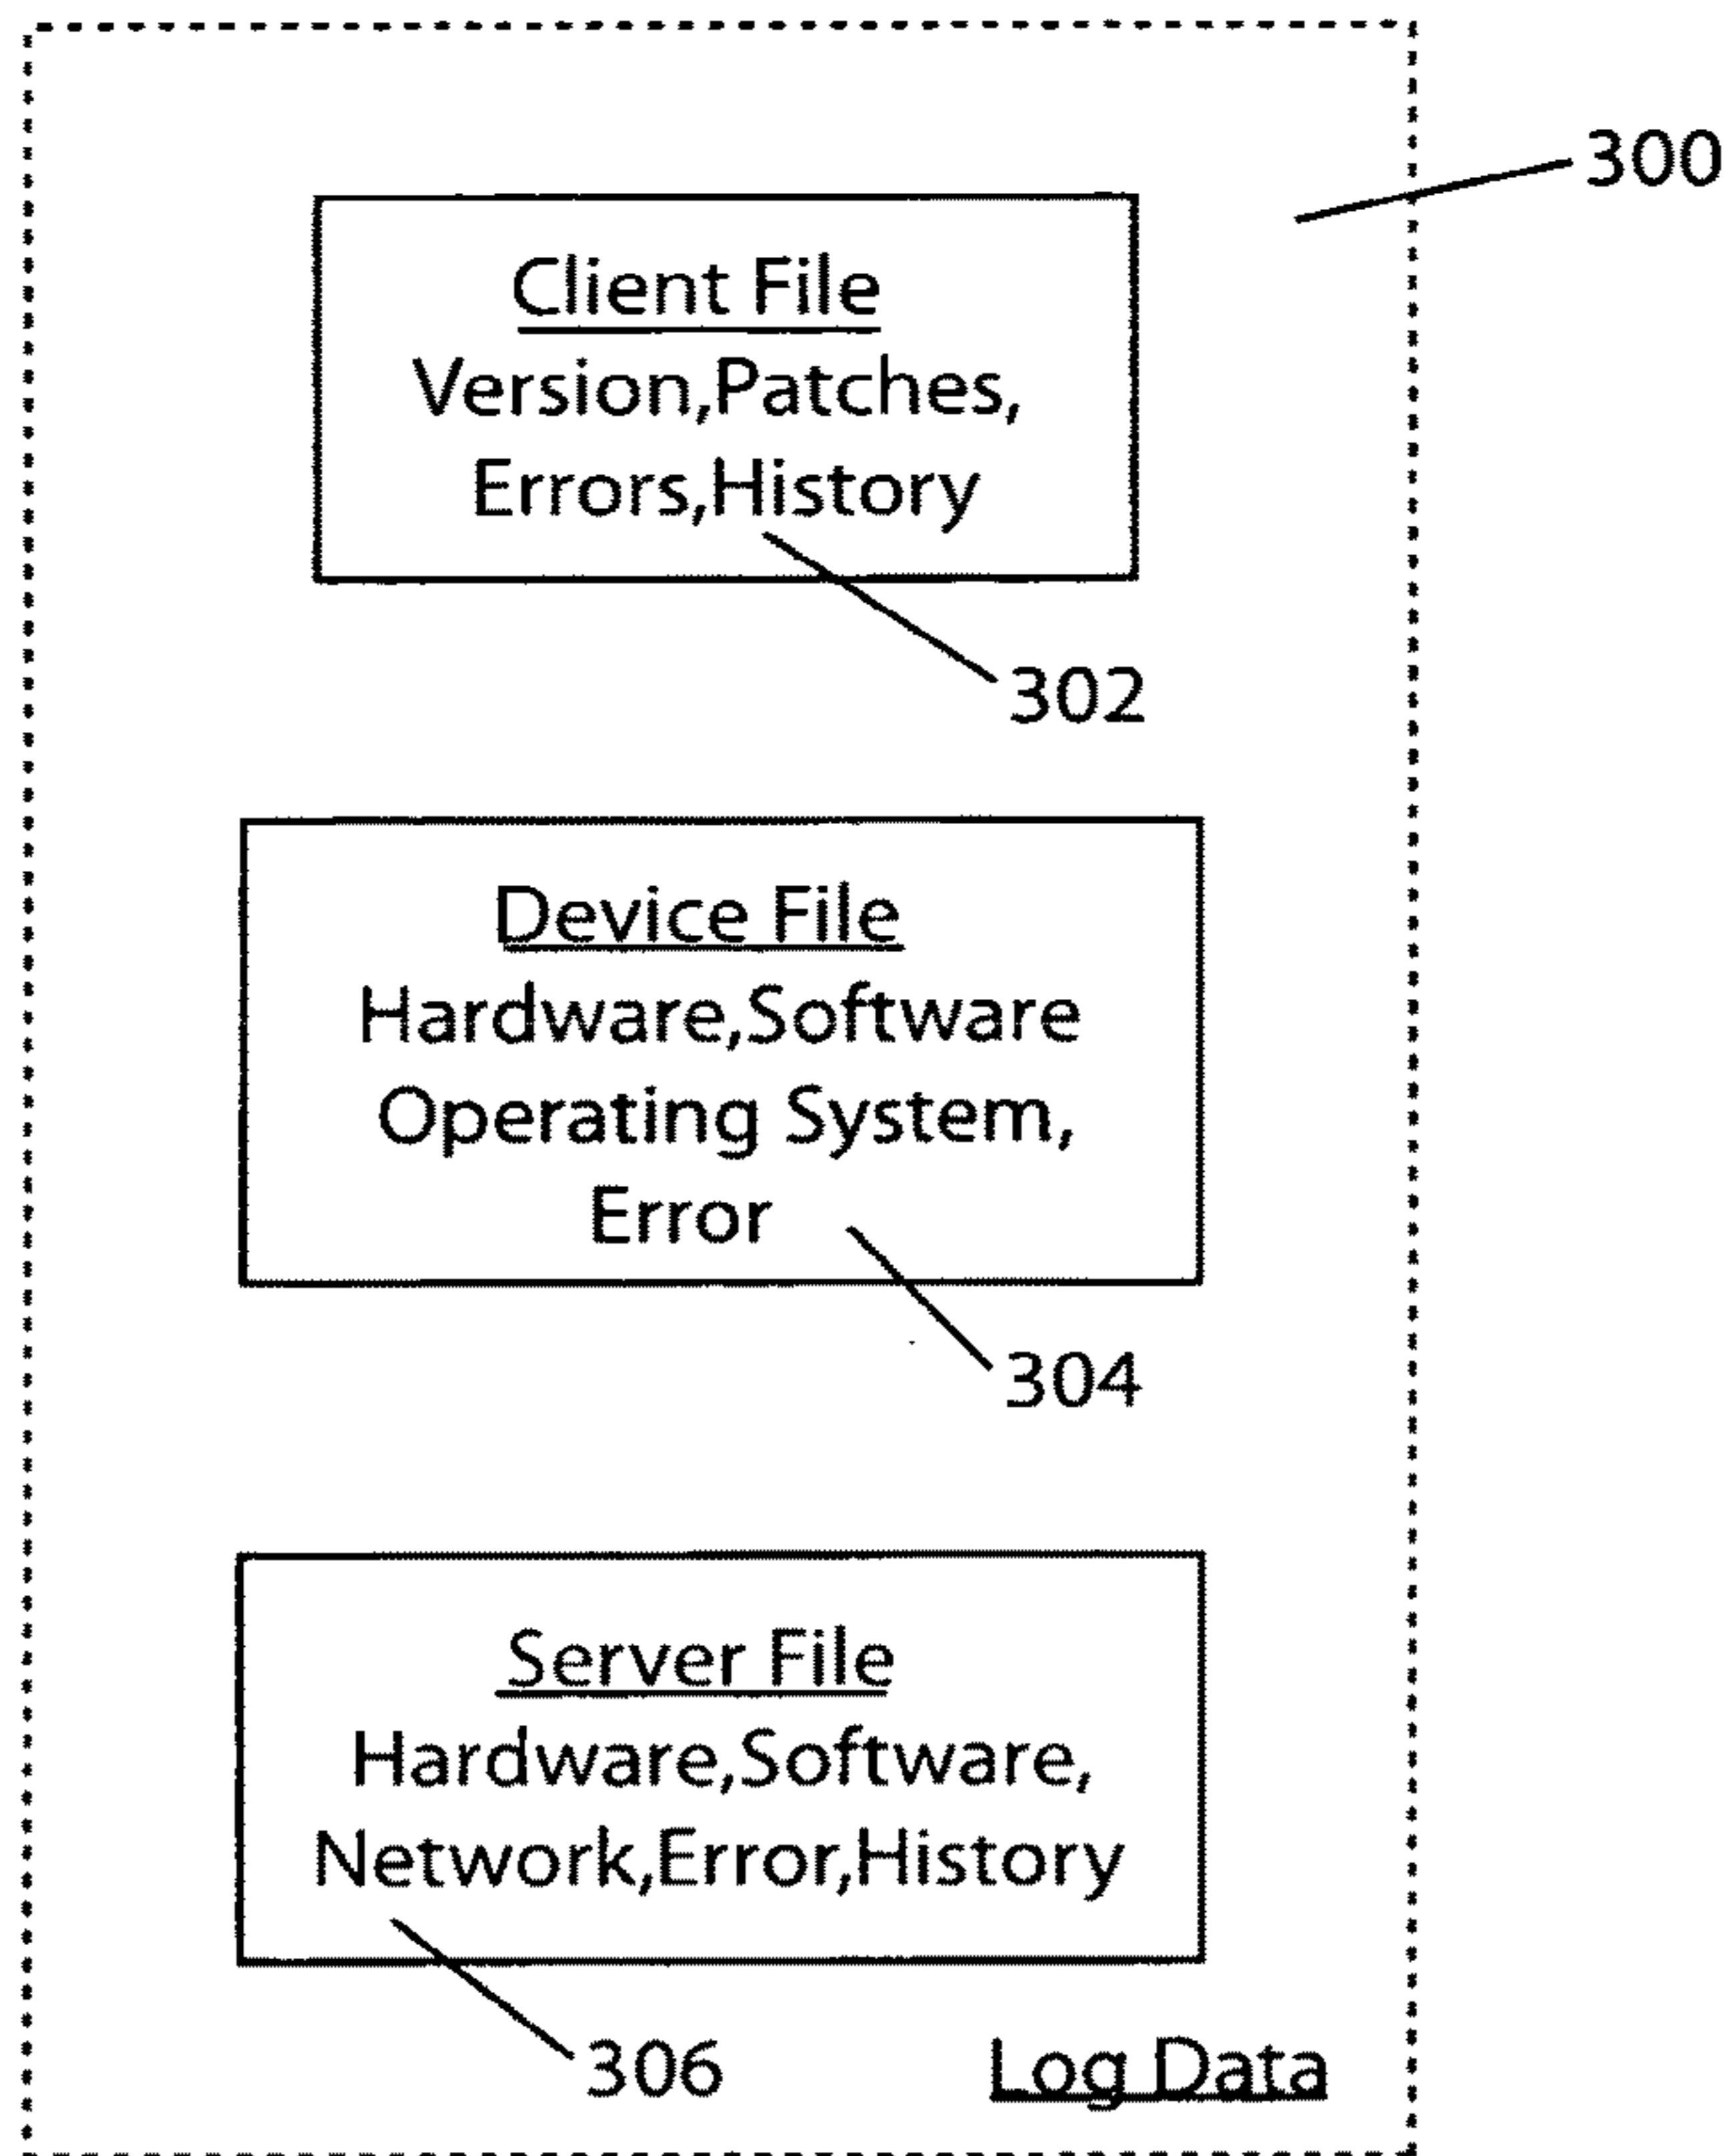 300
Client File
Version,Patches,
Errors,History
302
Device File
Hardware,Software
Operating System,
Error
304
Server File
Hardware,Software,
Network,Error,History
306
Log Data